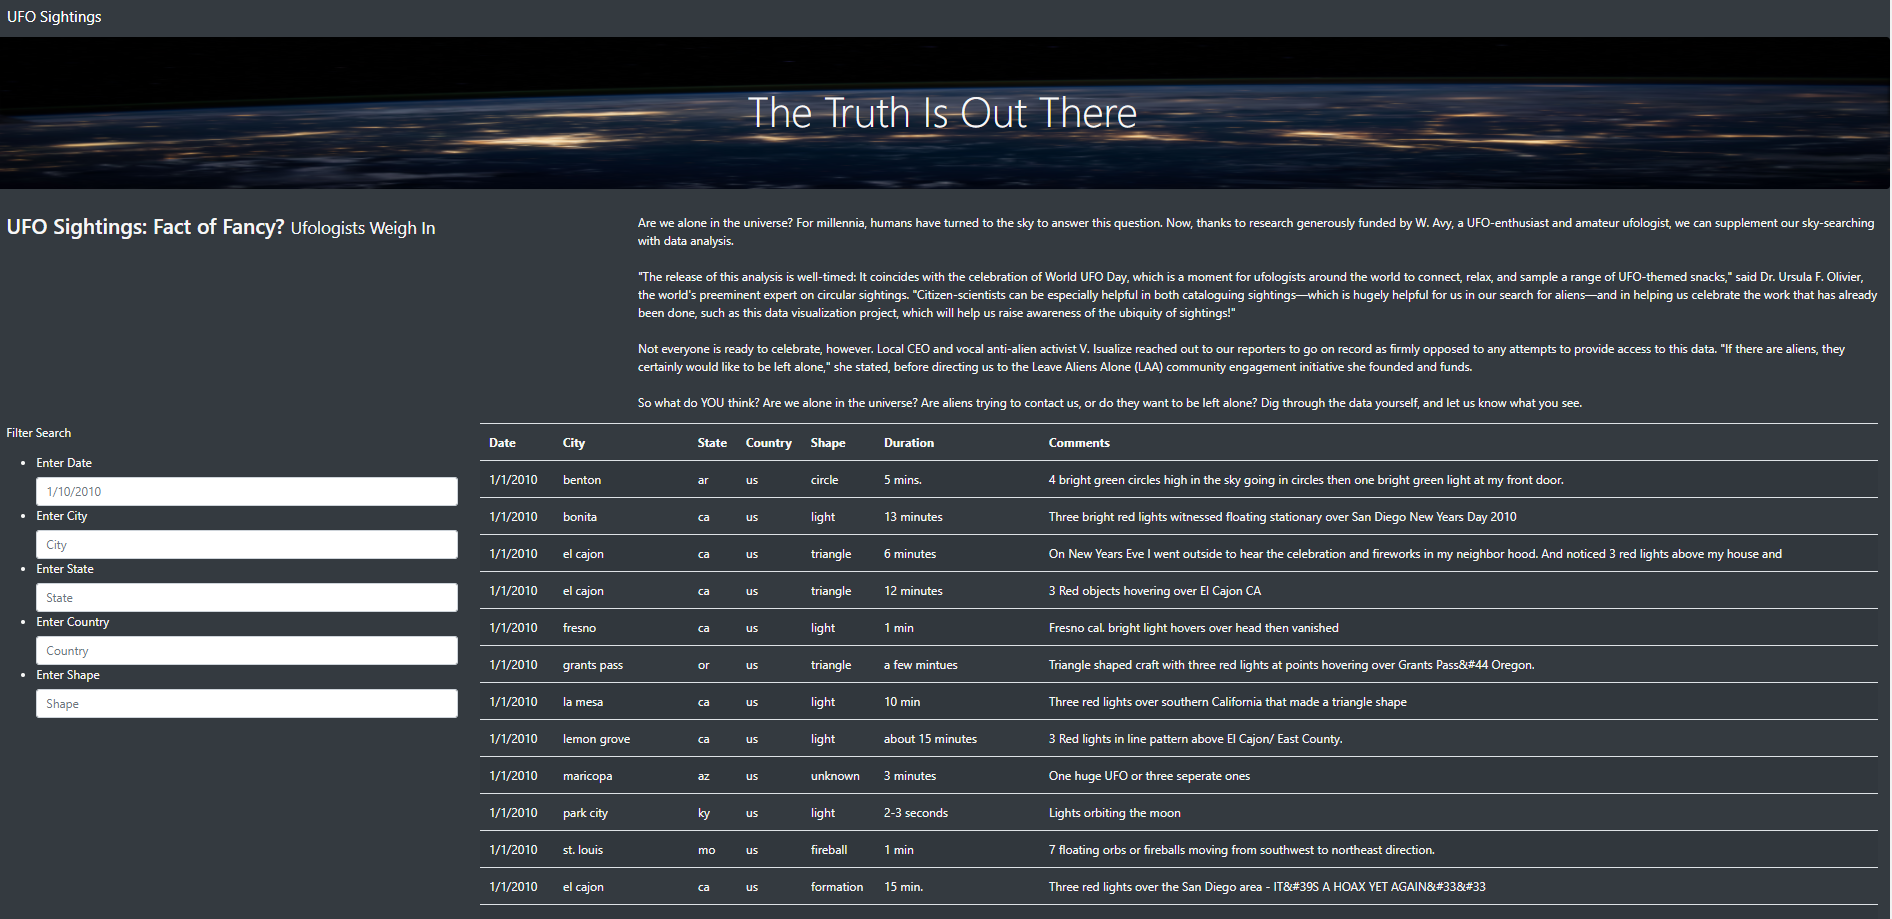 UFO Sightings
The Truth Is Out There
UFO Sightings: Fact of Fancy? Ufologists Weigh In
Are we alone in the universe? For millennia, humans have turned to the sky to answer this question. Now, thanks to research generously funded by W. Avy, a UFO-enthusiast and amateur ufologist, we can supplement our sky-searching
with data analysis.
"The release of this analysis is well-timed: It coincides with the celebration of World UFO Day, which is a moment for ufologists around the world to connect, relax, and sample a range of UFO-themed snacks," said Dr. Ursula F. Olivier,
the world's preeminent expert on circular sightings. "Citizen-scientists can be especially helpful in both cataloguing sightings—which is hugely helpful for us in our search for aliens—and in helping us celebrate the work that has already
been done, such as this data visualization project, which will help us raise awareness of the ubiquity of sightings!"
Not everyone is ready to celebrate, however. Local CEO and vocal anti-alien activist V. Isualize reached out to our reporters to go on record as firmly opposed to any attempts to provide access to this data. "If there are aliens, they
certainly would like to be left alone," she stated, before directing us to the Leave Aliens Alone (LAA) community engagement initiative she founded and funds.
So what do YOU think? Are we alone in the universe? Are aliens trying to contact us, or do they want to be left alone? Dig through the data yourself, and let us know what you see.
Filter Search
Enter Date
1/10/2010
Enter City
City
Enter State
State
Enter Country
Country
Enter Shape
Shape
Date City State Country Shape Duration Comments
1/1/2010 benton ar us circle 5 mins. 4 bright green circles high in the sky going in circles then one bright green light at my front door.
1/1/2010 bonita ca us light 13 minutes Three bright red lights witnessed floating stationary over San Diego New Years Day 2010
1/1/2010 el cajon ca us triangle 6 minutes On New Years Eve I went outside to hear the celebration and fireworks in my neighbor hood. And noticed 3 red lights above my house and
1/1/2010 el cajon ca us triangle 12 minutes 3 Red objects hovering over El Cajon CA
1/1/2010 fresno ca us light 1 min Fresno cal. bright light hovers over head then vanished
1/1/2010 grants pass or us triangle a few mintues Triangle shaped craft with three red lights at points hovering over Grants Pass&#44 Oregon.
1/1/2010 la mesa ca us light 10 min Three red lights over southern California that made a triangle shape
1/1/2010 lemon grove ca us light about 15 minutes 3 Red lights in line pattern above El Cajon/ East County.
1/1/2010 maricopa az us unknown 3 minutes One huge UFO or three seperate ones
1/1/2010 park city ky us light 2-3 seconds Lights orbiting the moon
1/1/2010 st. louis mo us fireball 1 min 7 floating orbs or fireballs moving from southwest to northeast direction.
1/1/2010 el cajon ca us formation 15 min. Three red lights over the San Diego area - IT&#39S A HOAX YET AGAIN&#33&#33